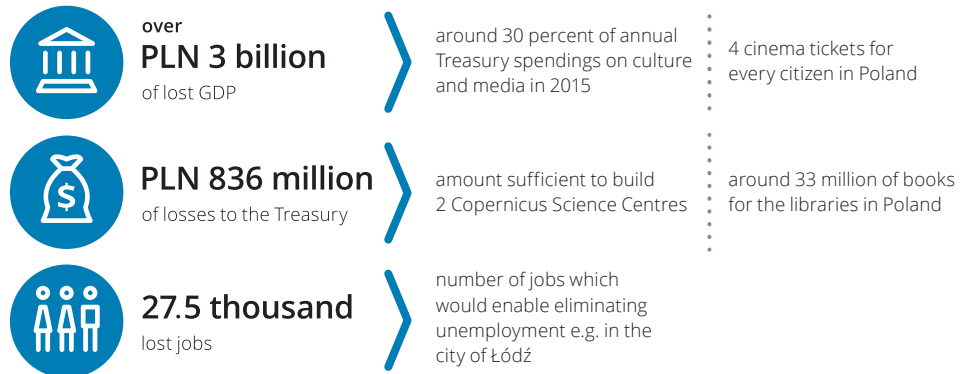 over
PLN 3 billion
of lost GDP
around 30 percent of annual
Treasury spendings on culture
and media in 2015
4 cinema tickets for
every citizen in Poland
PLN 836 million
of losses to the Treasury
amount sufficient to build
2 Copernicus Science Centres
around 33 million of books
for the libraries in Poland
27.5 thousand
lost jobs
number of jobs which
would enable eliminating
unemployment e.g. in the
city of Łódź
$